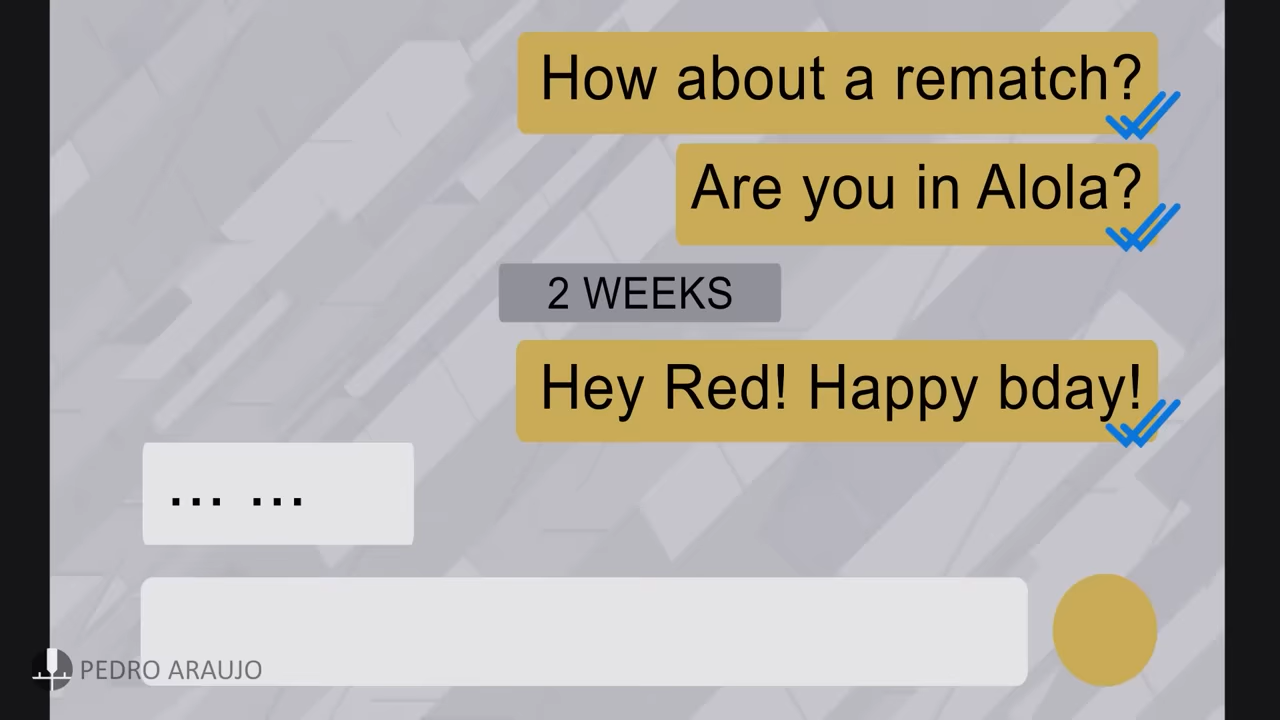 How about a rematch?
Are you in Alola?
2 WEEKS
Hey Red! Happy bday!
... ...
PEDRO ARAUJO